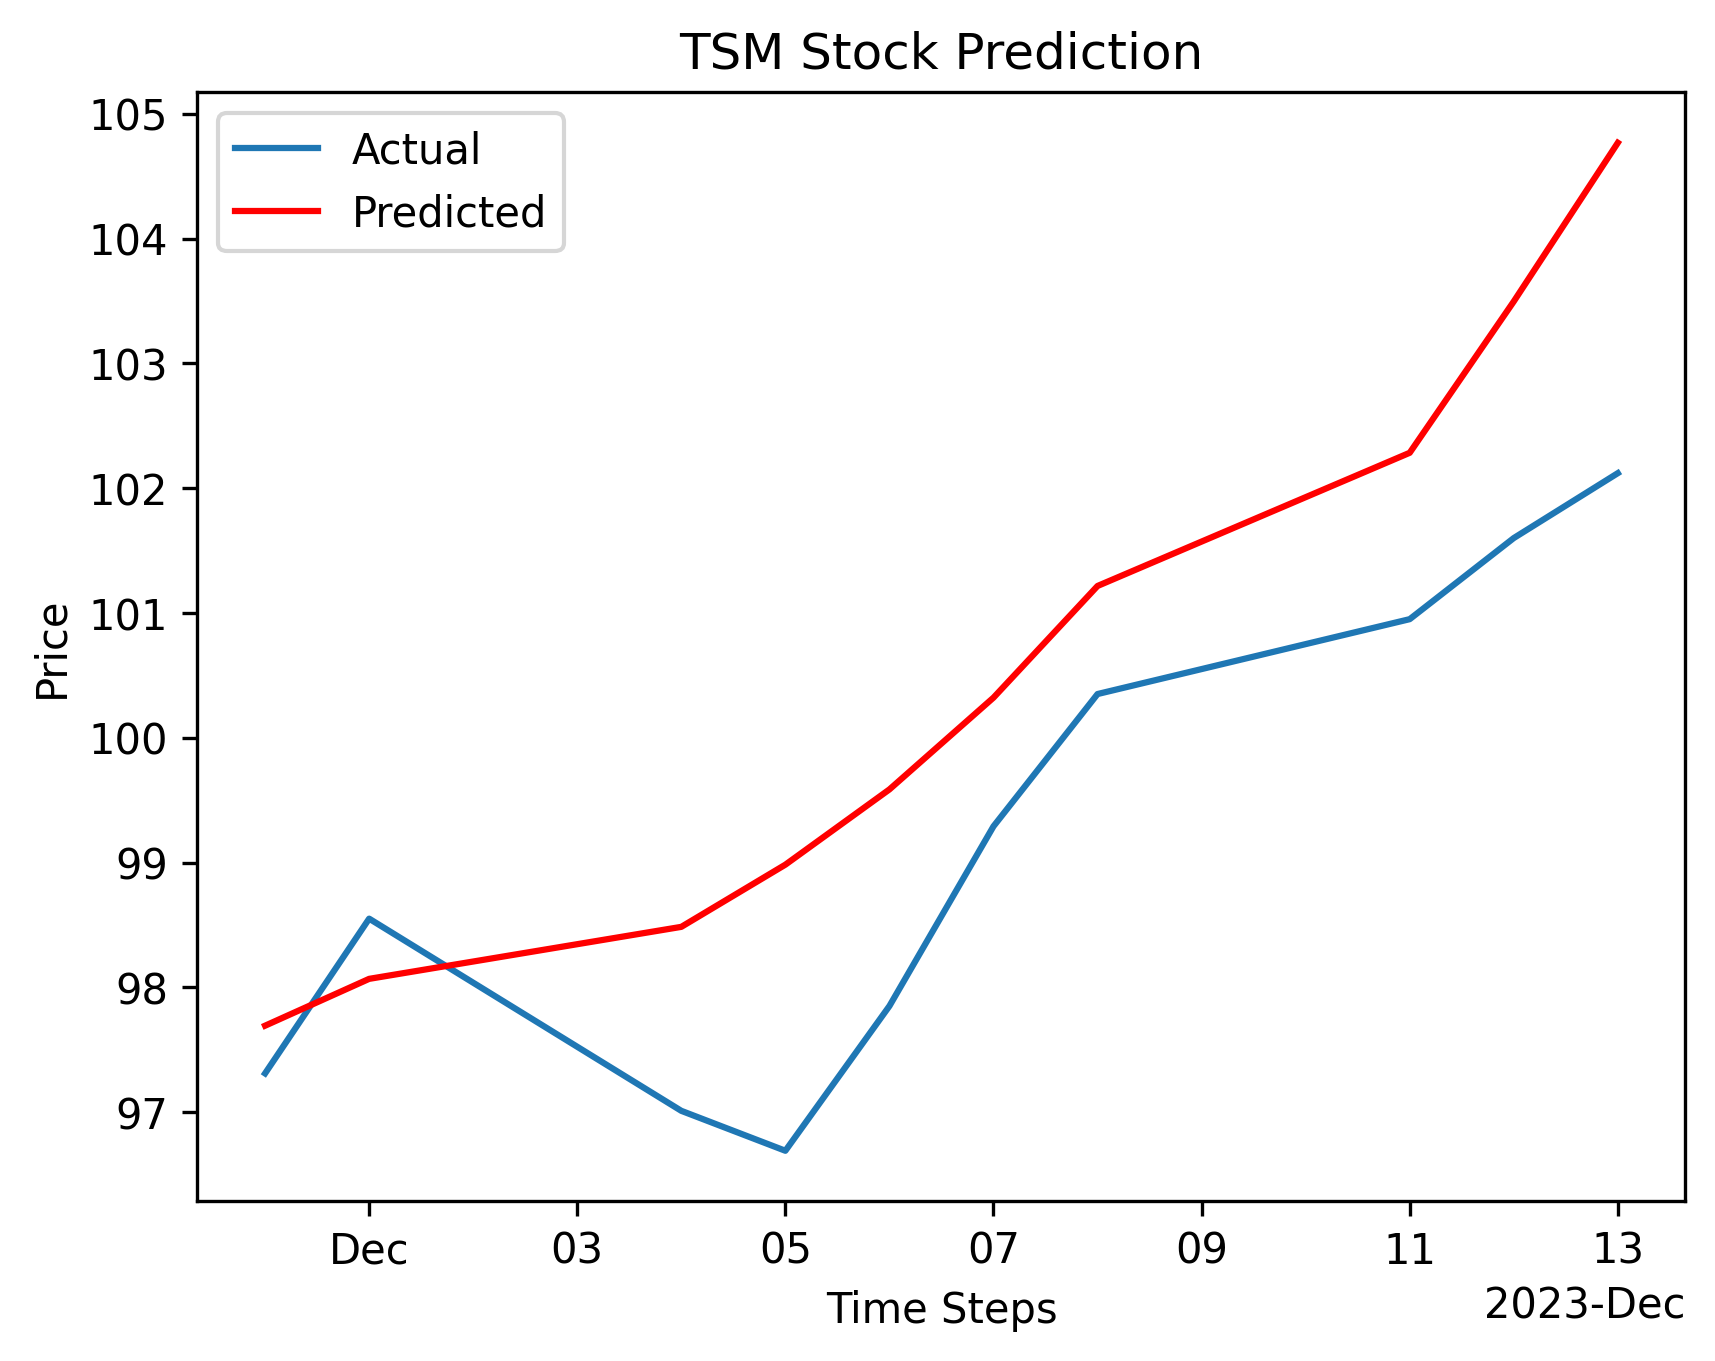 TSM Stock Prediction
Actual
Predicted
105
104
103
102
101
100
99
98
97
Price
Dec 03 05 07 09 11 13
2023-Dec
Time Steps